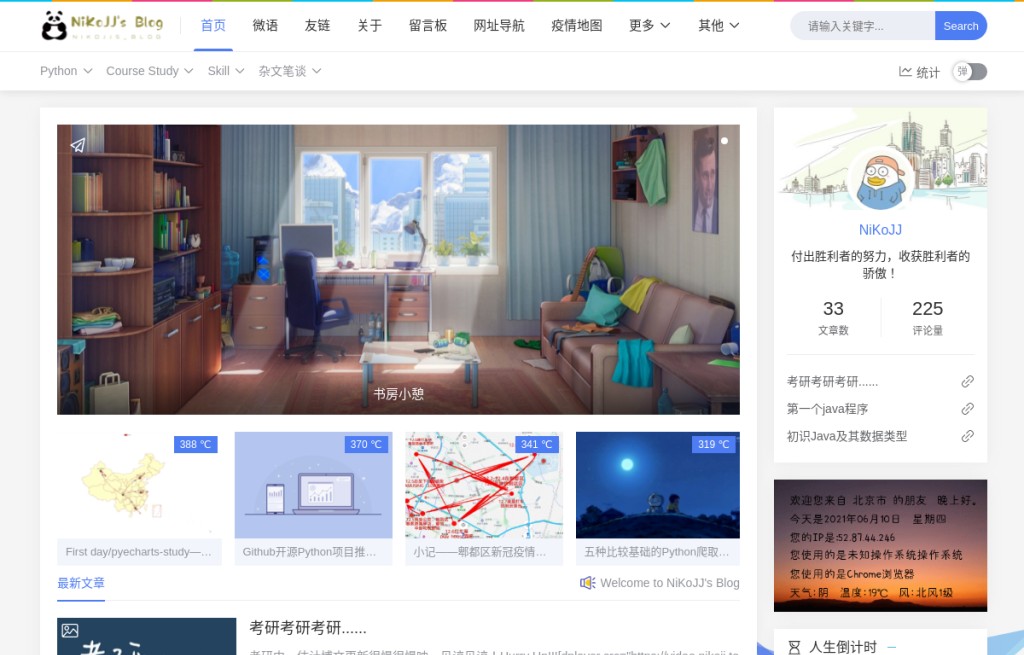 NiKoJJ's Blog
NIKOJJS_BLOG
首页 微语 友链 关于 留言板 网址导航 疫情地图 更多 其他
请输入关键字... Search
Python Course Study Skill 杂文笔谈
统计 弹
书房小憩
388 ℃
370 ℃
341 ℃
319 ℃
First day/pyecharts-study—...
Github开源Python项目推...
小记——郫都区新冠疫情...
五种比较基础的Python爬取...
最新文章
Welcome to NiKoJJ's Blog
考研考研考研......
NiKoJJ
付出胜利者的努力，收获胜利者的
骄傲！
33 225
文章数 评论量
考研考研考研......
第一个java程序
初识Java及其数据类型
欢迎您来自 北京市 的朋友 晚上好。
今天是2021年06月10日 星期四
您的IP是:52.87.44.246
您使用的是未知操作系统操作系统
您使用的是Chrome浏览器
天气:阴 温度:19℃ 风:北风1级
人生倒计时